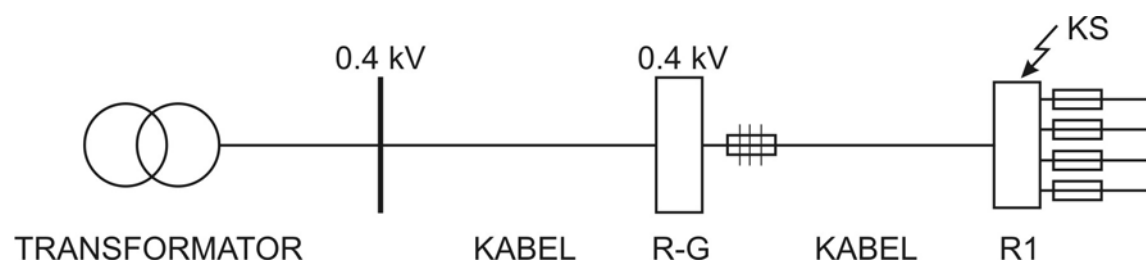 KS
0.4 kV
0.4 kV
TRANSFORMATOR
KABEL
R-G
KABEL
R1